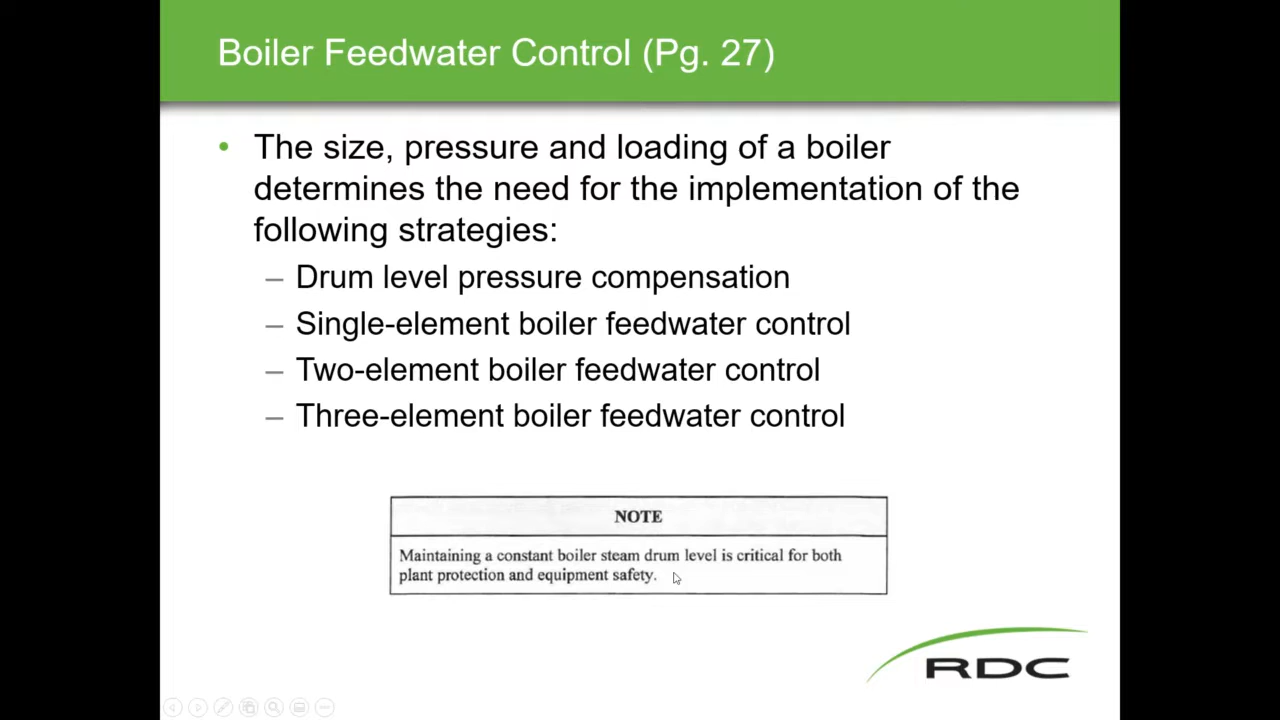 Boiler Feedwater Control (Pg. 27)
• The size, pressure and loading of a boiler
determines the need for the implementation of the
following strategies:
– Drum level pressure compensation
– Single-element boiler feedwater control
– Two-element boiler feedwater control
– Three-element boiler feedwater control
NOTE
Maintaining a constant boiler steam drum level is critical for both
plant protection and equipment safety.
RDC